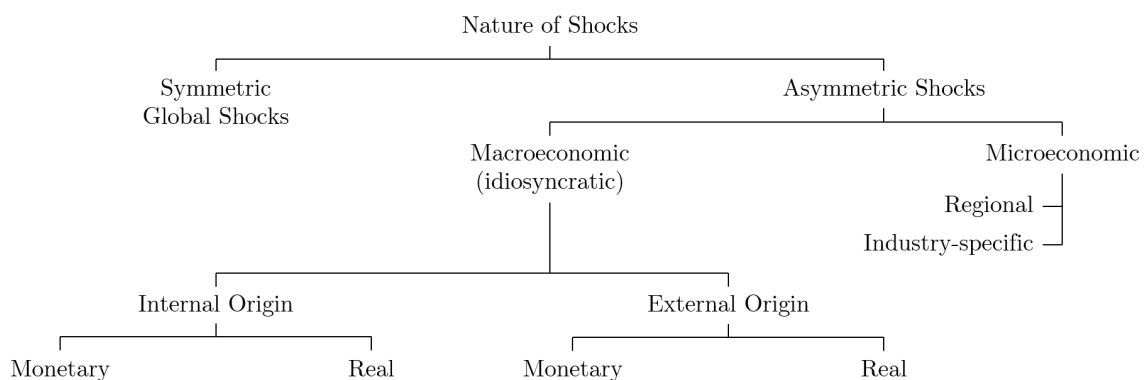 Nature of Shocks
Symmetric
Global Shocks
Asymmetric Shocks
Macroeconomic
(idiosyncratic)
Microeconomic
Regional
Industry-specific
Internal Origin
External Origin
Monetary
Real
Monetary
Real